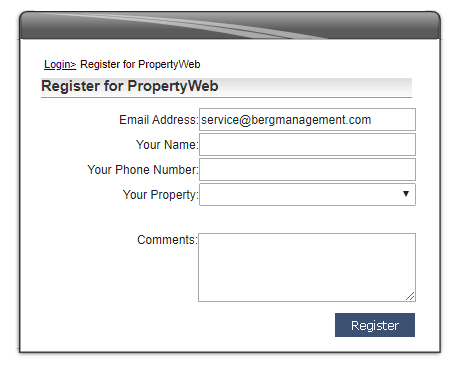 Login> Register for PropertyWeb
Register for PropertyWeb
Email Address: service@bergmanagement.com
Your Name:
Your Phone Number:
Your Property:
Comments:
Register